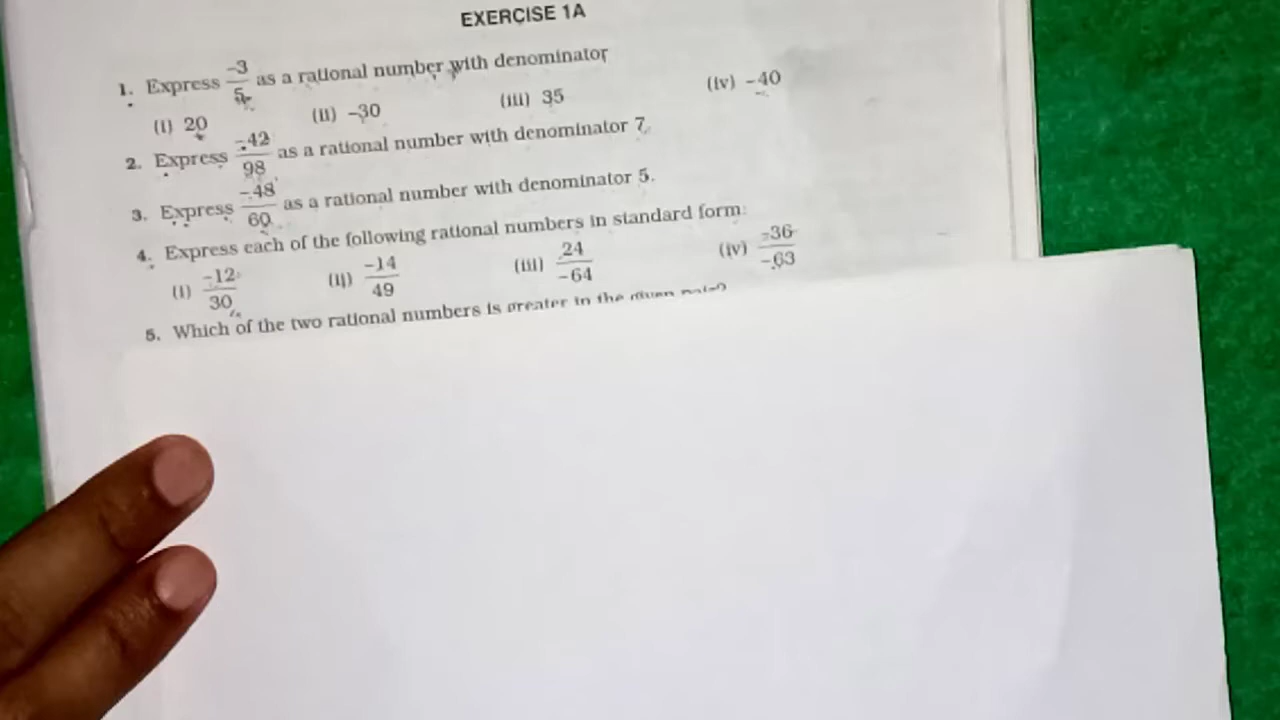 EXERCISE 1A
1. Express -3/5 as a rational number with denominator
(i) 20 (ii) -30 (iii) 35 (iv) -40
2. Express -42/98 as a rational number with denominator 7.
3. Express -48/60 as a rational number with denominator 5.
4. Express each of the following rational numbers in standard form:
(i) -12/30 (ii) -14/49 (iii) 24/-64 (iv) -36/-63
5. Which of the two rational numbers is greater in the given pair?